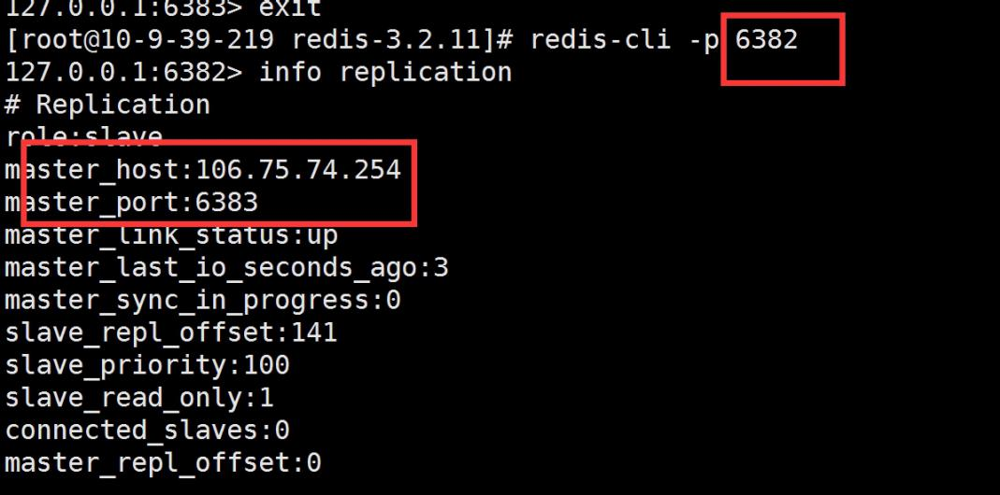 127.0.0.1:6383> exit
[root@10-9-39-219 redis-3.2.11]# redis-cli -p 6382
127.0.0.1:6382> info replication
# Replication
role:slave
master_host:106.75.74.254
master_port:6383
master_link_status:up
master_last_io_seconds_ago:3
master_sync_in_progress:0
slave_repl_offset:141
slave_priority:100
slave_read_only:1
connected_slaves:0
master_repl_offset:0